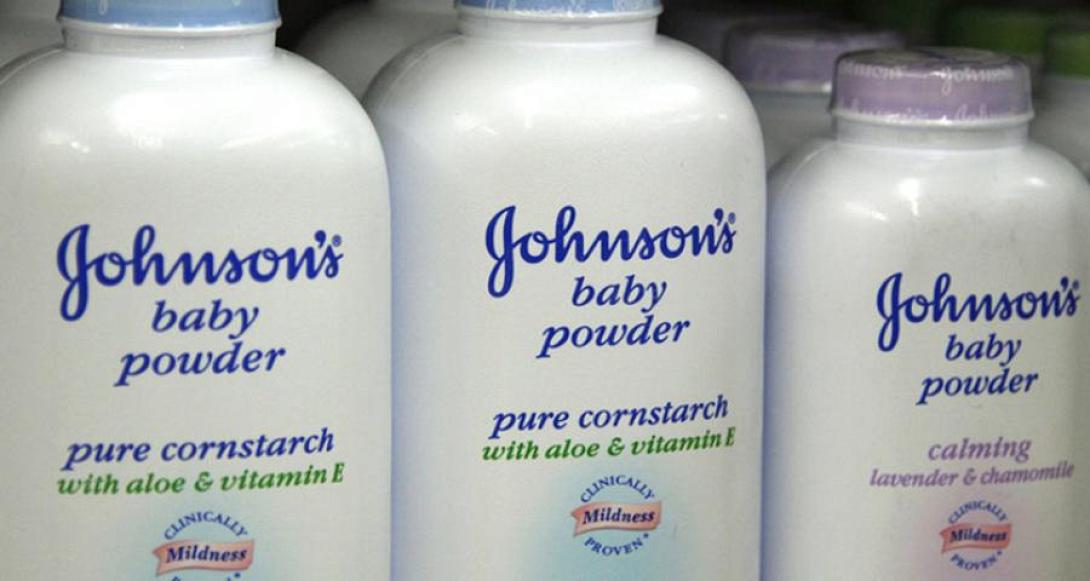 Johnson's®
baby
powder
pure cornstarch
with aloe & vitamin E
CLINICALLY
Mildness
Johnson's®
baby
powder
pure cornstarch
with aloe & vitamin E
CLINICALLY
Mildness
PROVEN*
Johnson's
Johnson's®
baby
powder
calming
lavender & chamomile
CLINICALLY
Mildness
PROVEN*